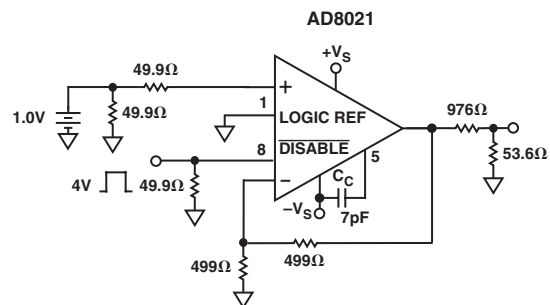 AD8021
+VS
49.9Ω
1.0V
49.9Ω
+
1
LOGIC REF
976Ω
8
DISABLE
5
53.6Ω
4V
49.9Ω
–
CC
–VS
7pF
499Ω
499Ω